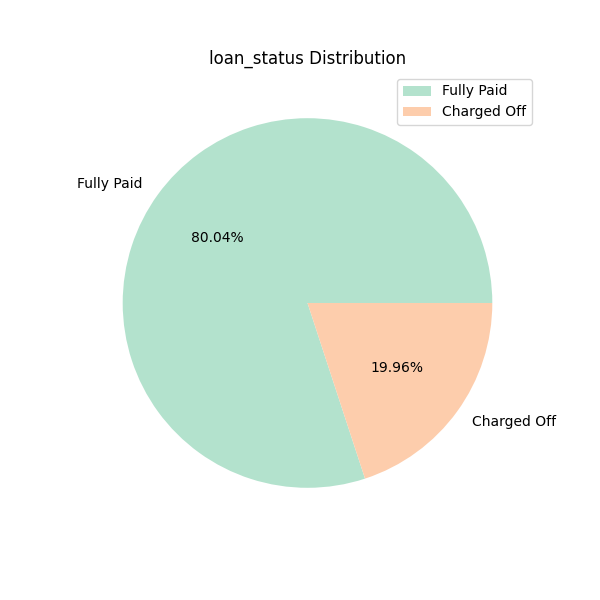 loan_status Distribution
Fully Paid
Charged Off
Fully Paid
80.04%
19.96%
Charged Off